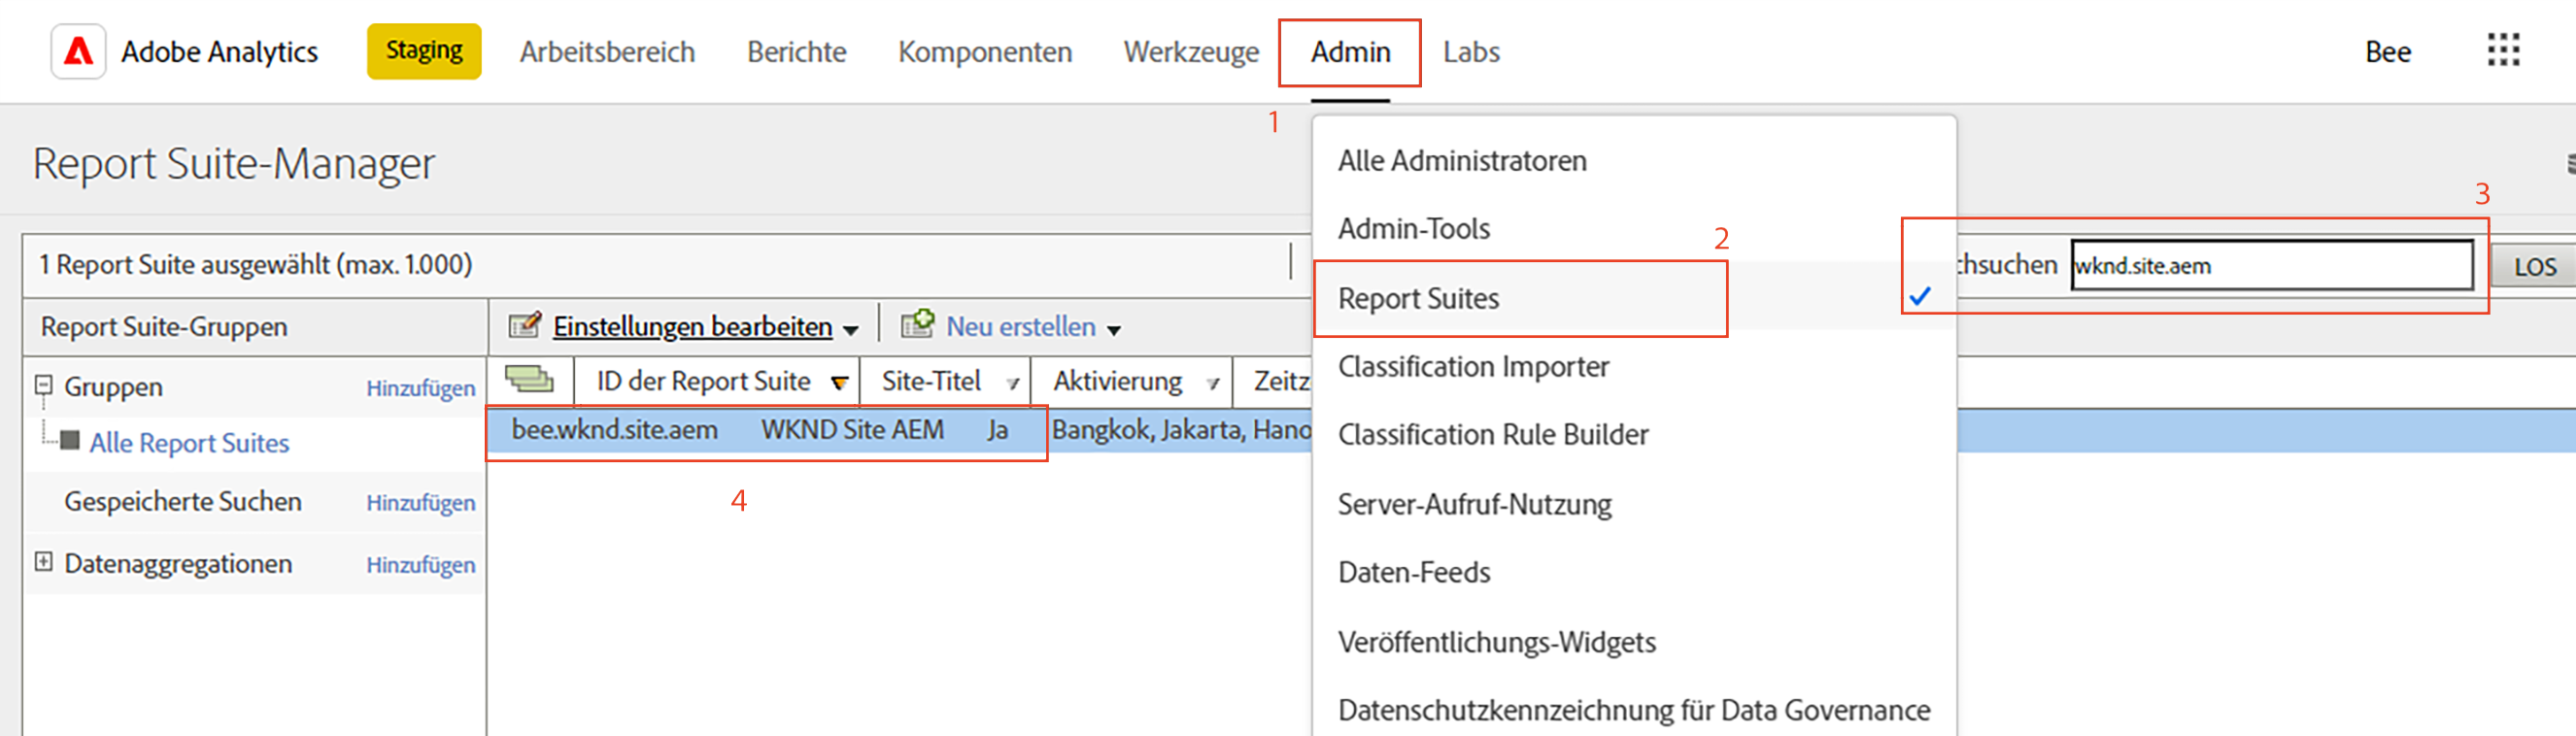 Adobe Analytics Staging Arbeitsbereich Berichte Komponenten Werkzeuge Admin Labs Bee
1
Report Suite-Manager
Alle Administratoren
3
Admin-Tools
2
1 Report Suite ausgewählt (max. 1.000)
chsuchen wknd.site.aem LOS
Report Suites
Report Suite-Gruppen Einstellungen bearbeiten Neu erstellen
Classification Importer
Gruppen Hinzufügen ID der Report Suite Site-Titel Aktivierung Zeitz
Alle Report Suites bee.wknd.site.aem WKND Site AEM Ja Bangkok, Jakarta, Hano
Classification Rule Builder
4
Gespeicherte Suchen Hinzufügen
Server-Aufruf-Nutzung
Datenaggregationen Hinzufügen
Daten-Feeds
Veröffentlichungs-Widgets
Datenschutzkennzeichnung für Data Governance